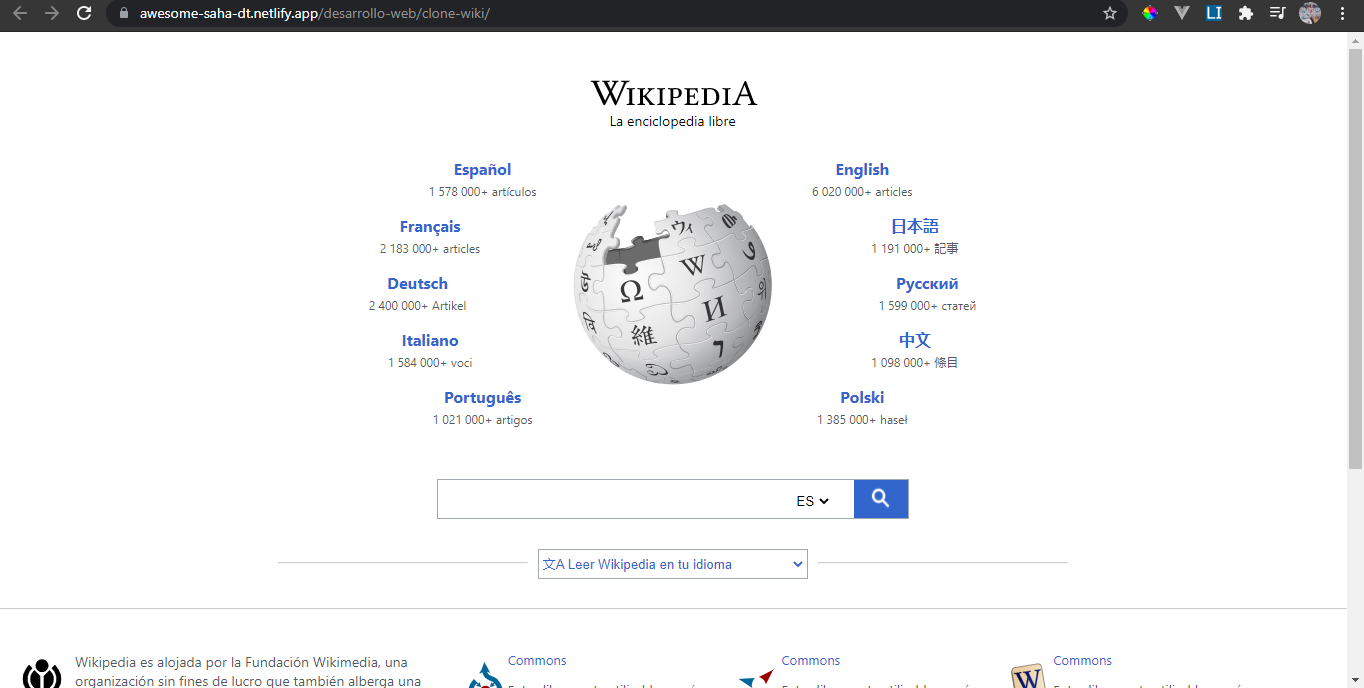 awesome-saha-dt.netlify.app/desarrollo-web/clone-wiki/
LI
WIKIPEDIA
La enciclopedia libre
Español
1 578 000+ artículos
English
6 020 000+ articles
Français
2 183 000+ articles
日本語
1 191 000+ 記事
Deutsch
2 400 000+ Artikel
Русский
1 599 000+ статей
Italiano
1 584 000+ voci
中文
1 098 000+ 條目
Português
1 021 000+ artigos
Polski
1 385 000+ haseł
Ω
W
И
維
ウィ
7
ES
文A Leer Wikipedia en tu idioma
Wikipedia es alojada por la Fundación Wikimedia, una
organización sin fines de lucro que también alberga una
Commons
Commons
W
Commons